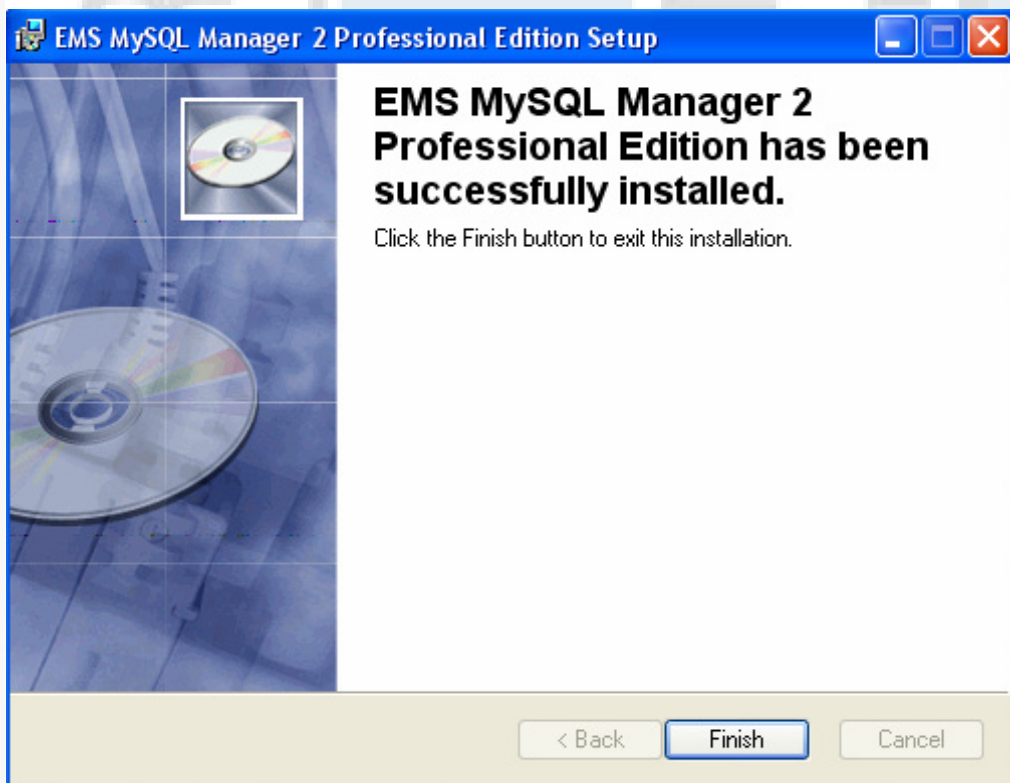 EMS MySQL Manager 2 Professional Edition Setup
EMS MySQL Manager 2
Professional Edition has been
successfully installed.
Click the Finish button to exit this installation.
< Back Finish Cancel